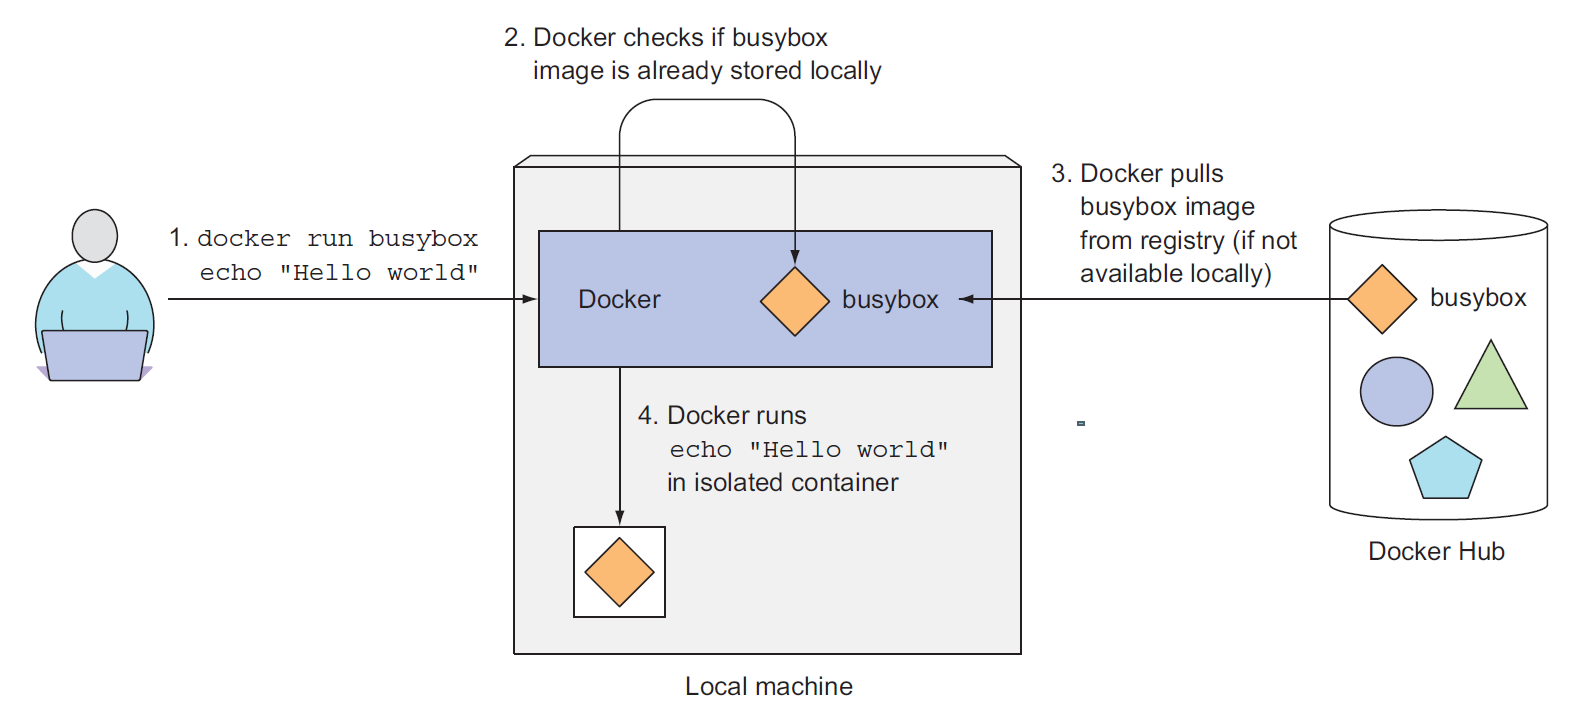 2. Docker checks if busybox
image is already stored locally
3. Docker pulls
busybox image
from registry (if not
available locally)
1. docker run busybox
echo "Hello world"
Docker
busybox
busybox
4. Docker runs
echo "Hello world"
in isolated container
Docker Hub
Local machine